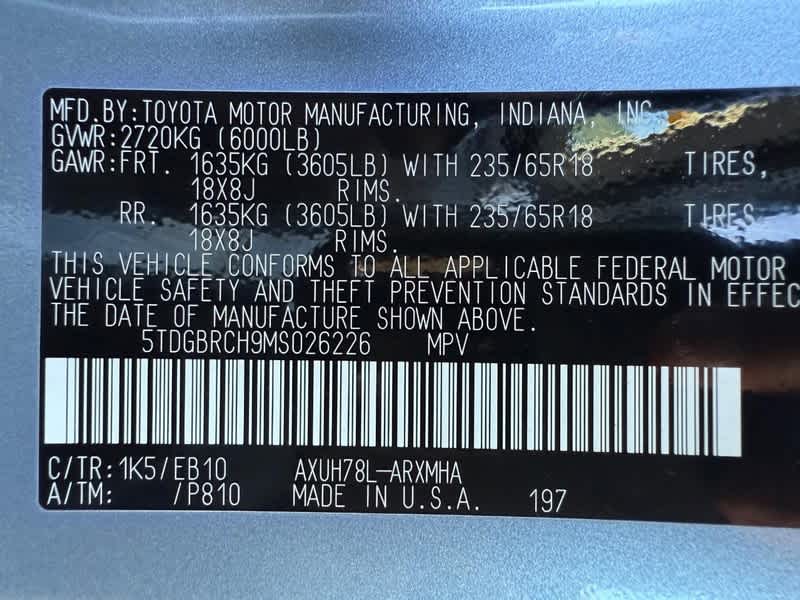 MFD.BY:TOYOTA MOTOR MANUFACTURING, INDIANA, INC.
GVWR:2720KG (6000LB)
GAWR:FRT. 1635KG (3605LB) WITH 235/65R18 TIRES,
18X8J RIMS.
RR. 1635KG (3605LB) WITH 235/65R18 TIRES
18X8J RIMS.
THIS VEHICLE CONFORMS TO ALL APPLICABLE FEDERAL MOTOR
VEHICLE SAFETY AND THEFT PREVENTION STANDARDS IN EFFEC
THE DATE OF MANUFACTURE SHOWN ABOVE.
5TDGBRCH9MS026226 MPV
C/TR:1K5/EB10 AXUH78L-ARXMHA
A/TM: /P810 MADE IN U.S.A. 197